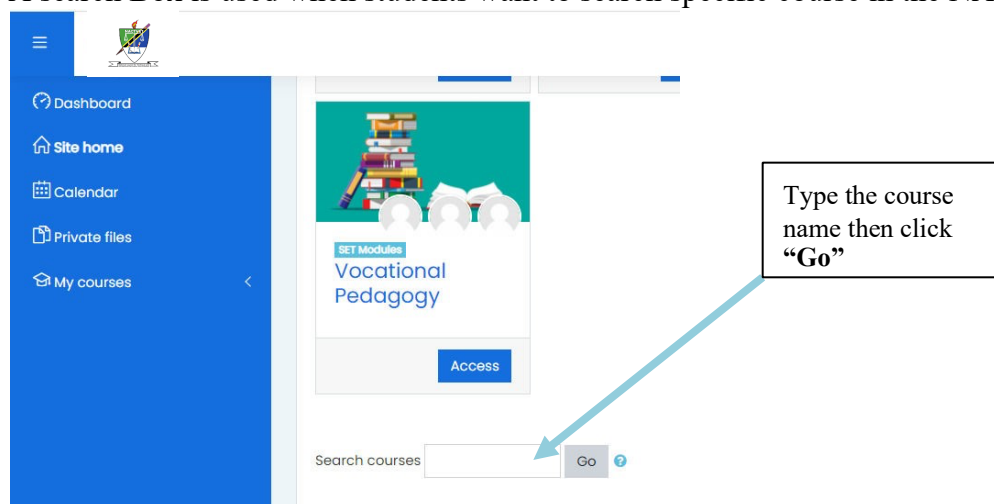 Dashboard
Site home
Calendar
Private files
My courses
SET Modules
Vocational
Pedagogy
Access
Search courses
Go
Type the course
name then click
“Go”